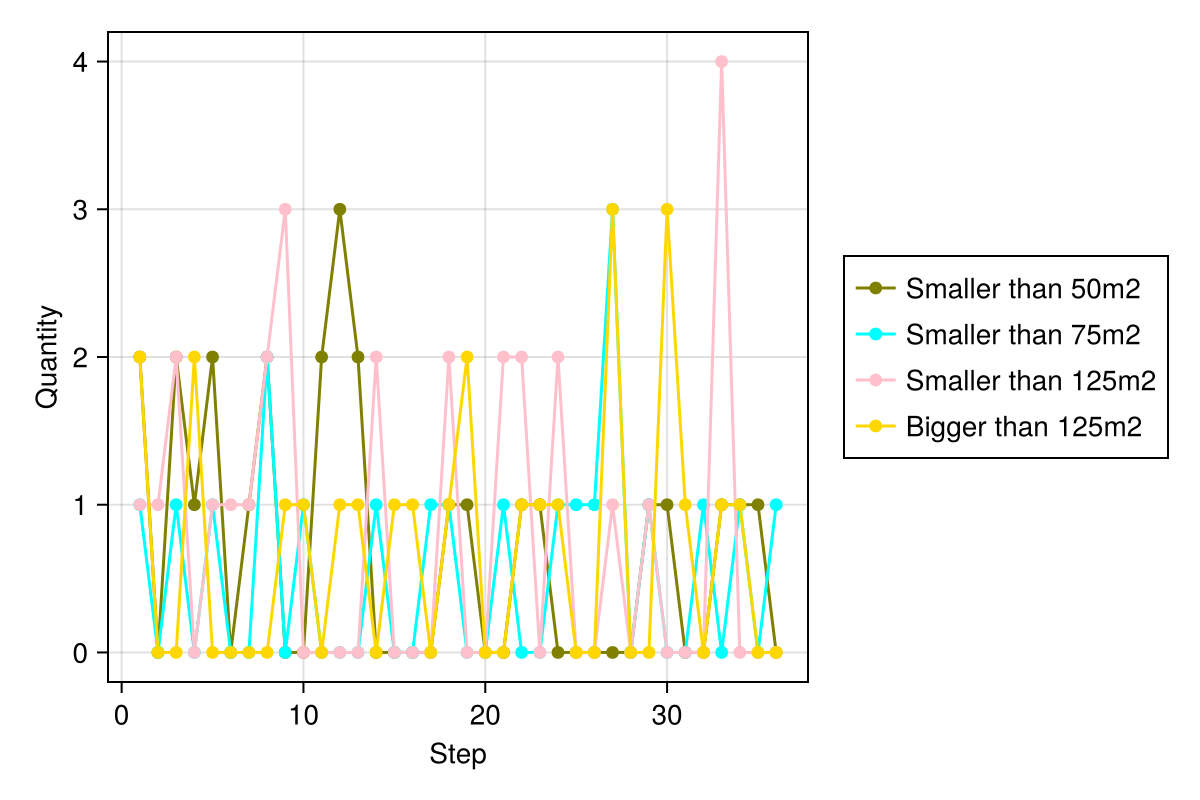 4
3
2
1
0
Quantity
0 10 20 30
Step
Smaller than 50m2
Smaller than 75m2
Smaller than 125m2
Bigger than 125m2